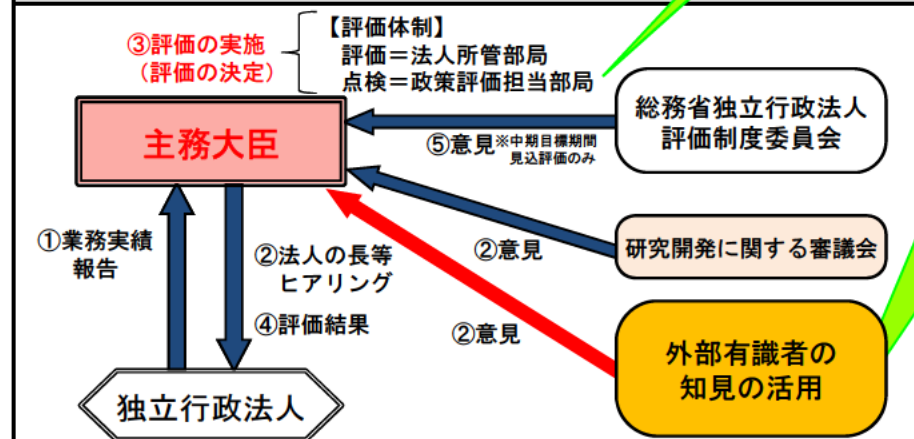 ③評価の実施
（評価の決定）
【評価体制】
評価＝法人所管部局
点検＝政策評価担当部局
主務大臣
総務省独立行政法人
評価制度委員会
⑤意見※中期目標期間
見込評価のみ
①業務実績
報告
②法人の長等
ヒアリング
④評価結果
②意見
研究開発に関する審議会
②意見
外部有識者の
知見の活用
独立行政法人